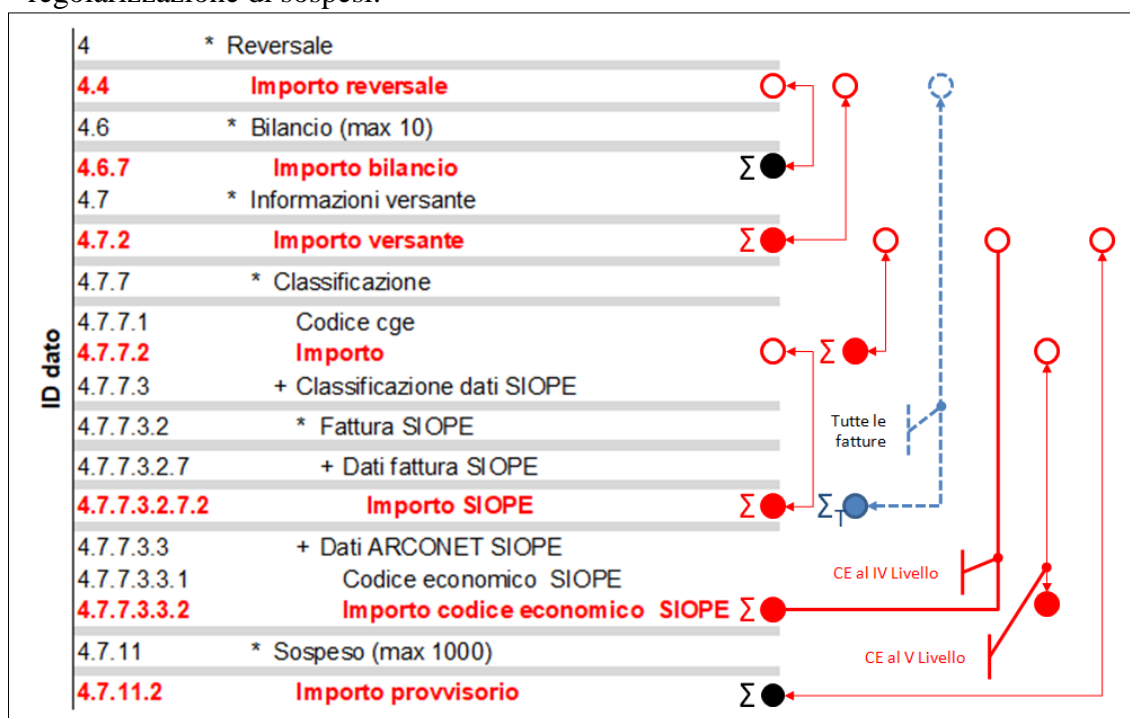 regolarizzazione di sospesi.
ID dato
4 * Reversale
4.4 Importo reversale
4.6 * Bilancio (max 10)
4.6.7 Importo bilancio Σ
4.7 * Informazioni versante
4.7.2 Importo versante Σ
4.7.7 * Classificazione
4.7.7.1 Codice cge
4.7.7.2 Importo Σ
4.7.7.3 + Classificazione dati SIOPE
4.7.7.3.2 * Fattura SIOPE
Tutte le
fatture
4.7.7.3.2.7 + Dati fattura SIOPE
4.7.7.3.2.7.2 Importo SIOPE Σ ΣT
4.7.7.3.3 + Dati ARCONET SIOPE
4.7.7.3.3.1 Codice economico SIOPE
CE al IV Livello
4.7.7.3.3.2 Importo codice economico SIOPE Σ
4.7.11 * Sospeso (max 1000)
CE al V Livello
4.7.11.2 Importo provvisorio Σ